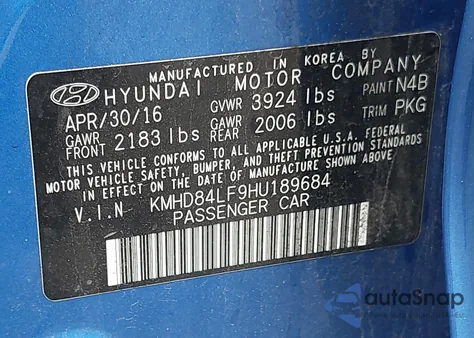 MANUFACTURED IN KOREA BY
HYUNDAI MOTOR COMPANY
APR/30/16 GVWR 3924 lbs PAINT N4B
GAWR FRONT 2183 lbs GAWR REAR 2006 lbs TRIM PKG
THIS VEHICLE CONFORMS TO ALL APPLICABLE U.S.A. FEDERAL
MOTOR VEHICLE SAFETY, BUMPER, AND THEFT PREVENTION STANDARDS
IN EFFECT ON THE DATE OF MANUFACTURE SHOWN ABOVE.
V.I.N KMHD84LF9HU189684
PASSENGER CAR
autoSnap